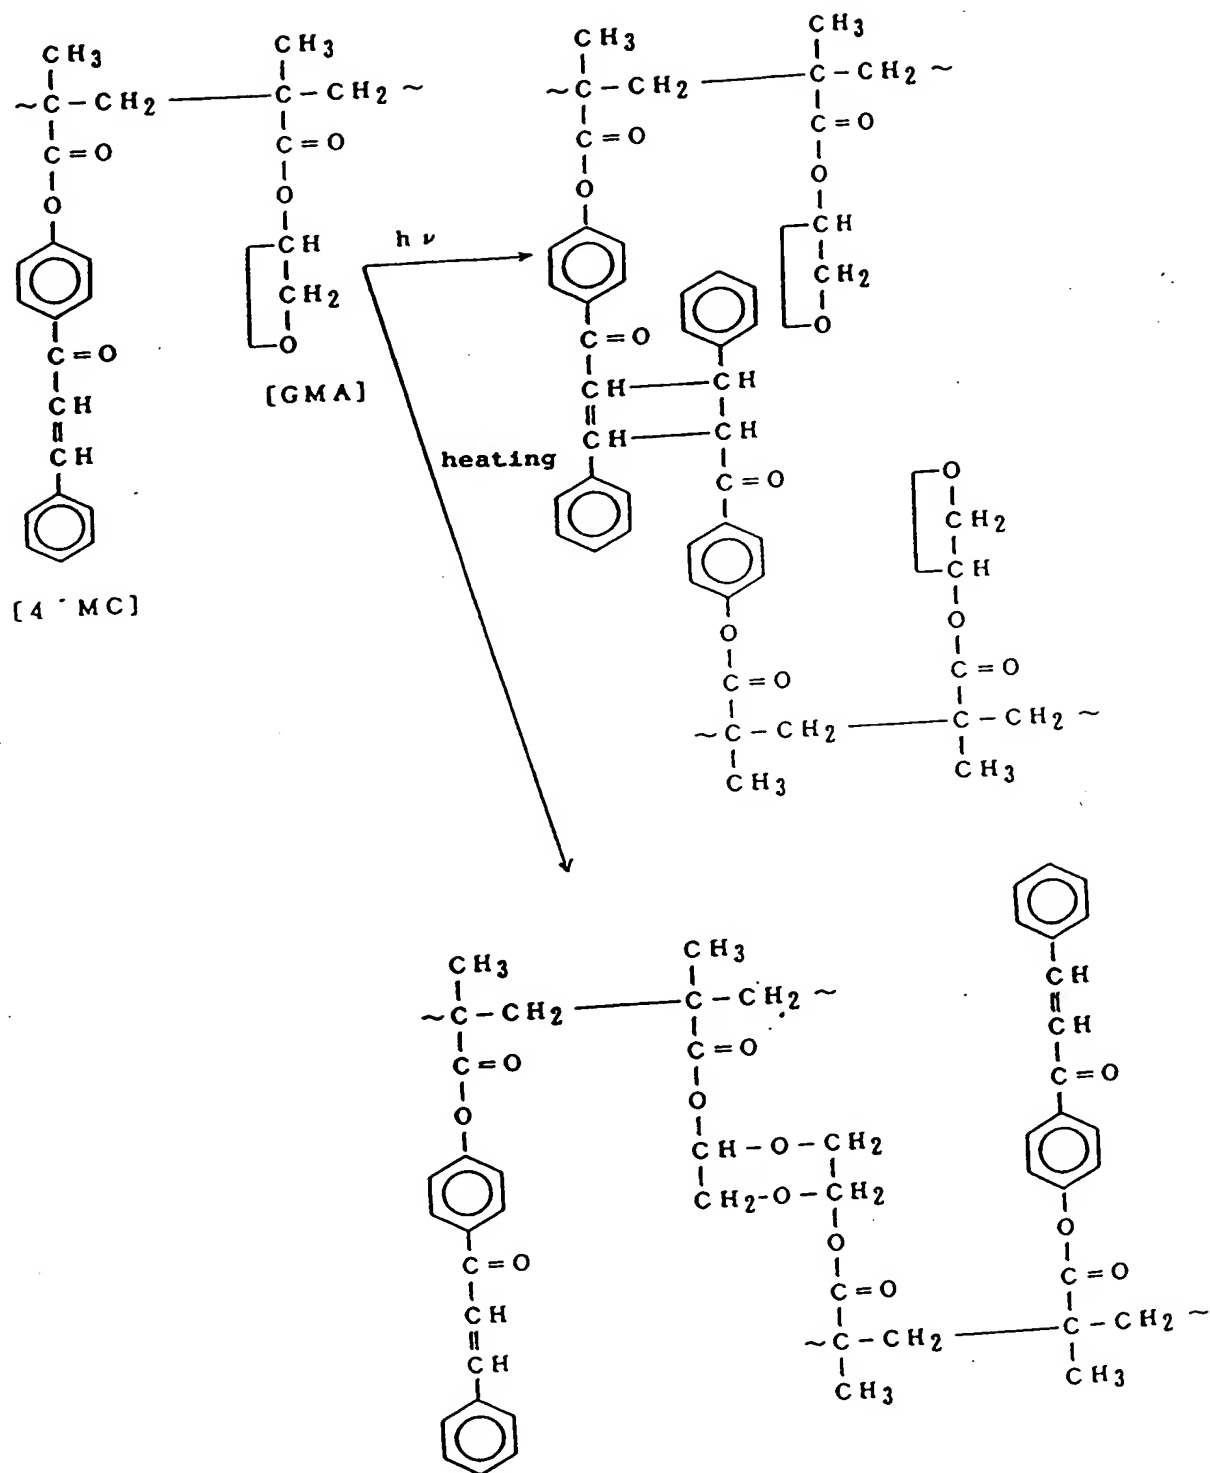 CH3
CH3
~C-CH2
C-CH2~
C=O
C=O
O
O
CH
CH2
O
[GMA]
C=O
CH
CH
[4 ˙MC]
hν
heating
CH3
CH3
~C-CH2
C-CH2~
C=O
C=O
O
O
CH
CH2
O
C=O
CH
CH
CH
CH
C=O
O
C=O
O
CH2
CH
O
C=O
~C-CH2
C-CH2~
CH3
CH3
CH3
CH3
~C-CH2
C-CH2~
C=O
C=O
O
O
CH-O-CH2
CH2-O-CH2
O
C=O
CH
CH
C=O
CH
CH
C=O
O
C=O
~C-CH2
C-CH2~
CH3
CH3